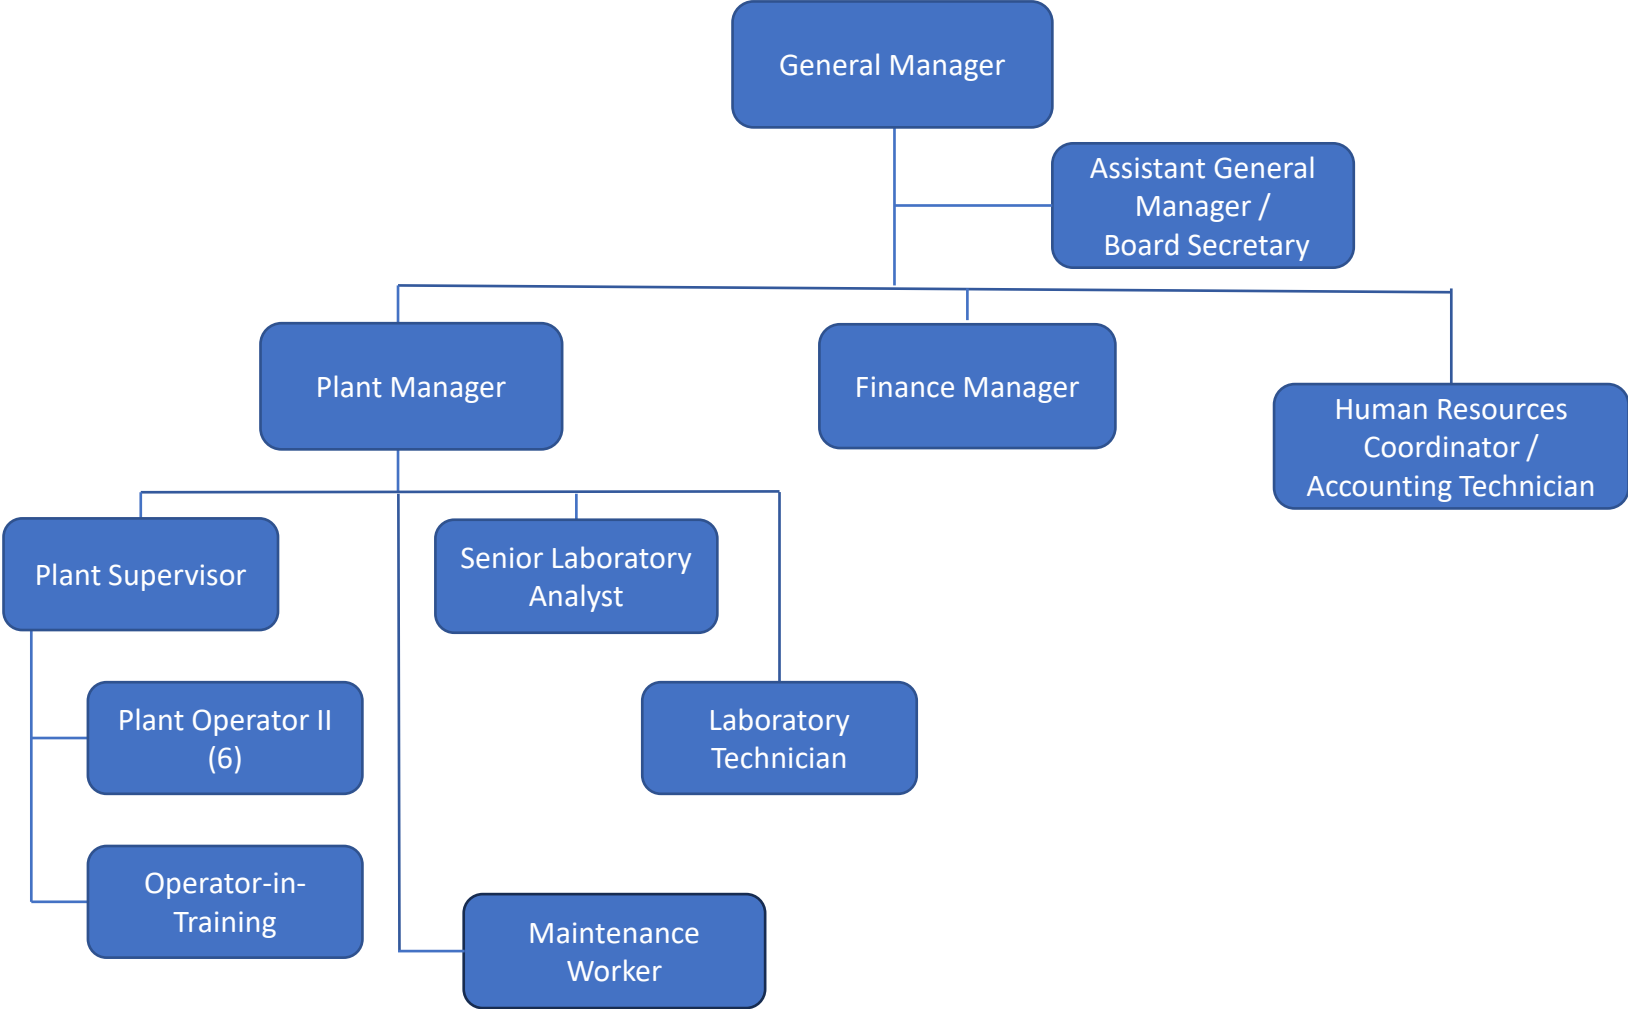 General Manager
Assistant General
Manager /
Board Secretary
Plant Manager
Finance Manager
Human Resources
Coordinator /
Accounting Technician
Plant Supervisor
Senior Laboratory
Analyst
Plant Operator II
(6)
Laboratory
Technician
Operator-in-
Training
Maintenance
Worker